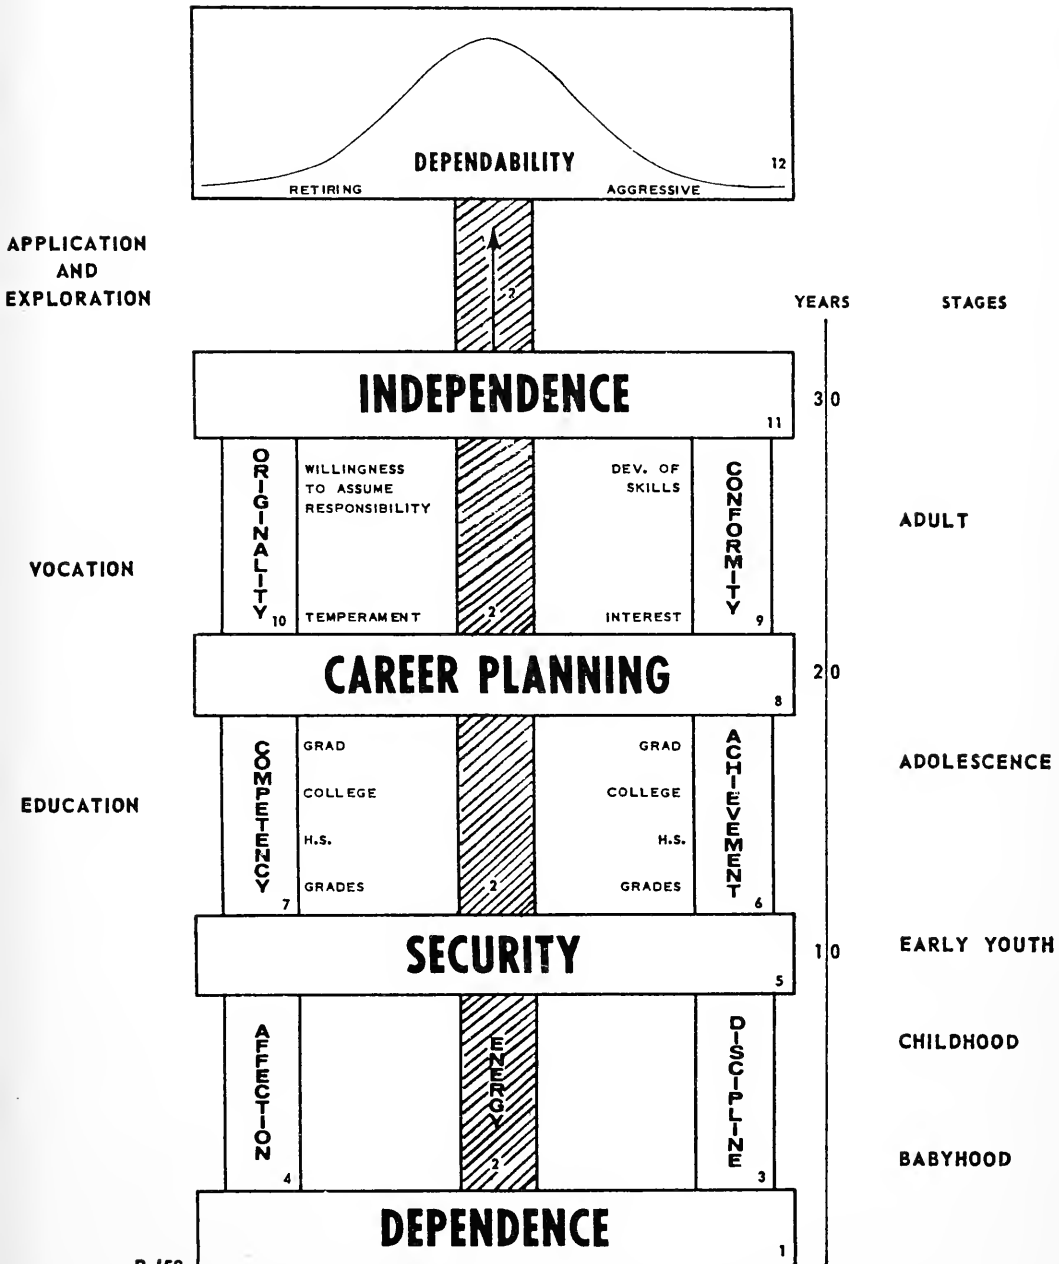 DEPENDABILITY
12
RETIRING
AGGRESSIVE
APPLICATION
AND
EXPLORATION
2
YEARS
STAGES
INDEPENDENCE
11
30
ORIGINALITY
10
WILLINGNESS
TO ASSUME
RESPONSIBILITY
TEMPERAMENT
2
DEV. OF
SKILLS
INTEREST
CONFORMITY
9
ADULT
VOCATION
CAREER PLANNING
8
20
COMPETENCY
7
GRAD
COLLEGE
H.S.
GRADES
2
GRAD
COLLEGE
H.S.
GRADES
ACHIEVEMENT
6
ADOLESCENCE
EDUCATION
SECURITY
5
10
EARLY YOUTH
AFFECTION
4
ENERGY
2
DISCIPLINE
3
CHILDHOOD
BABYHOOD
DEPENDENCE
1